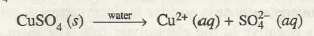 CuSO₄ (s) —water→ Cu²⁺ (aq) + SO₄²⁻ (aq)